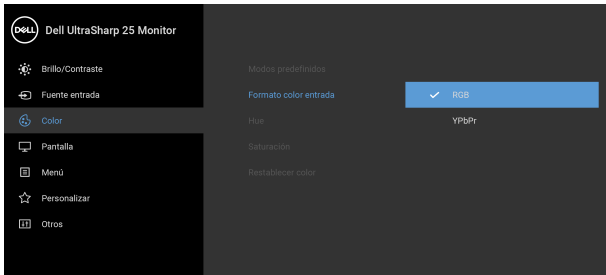 DELL
Dell UltraSharp 25 Monitor
Brillo/Contraste
Fuente entrada
Color
Pantalla
Menú
Personalizar
Otros
Modos predefinidos
Formato color entrada
Hue
Saturación
Restablecer color
RGB
YPbPr